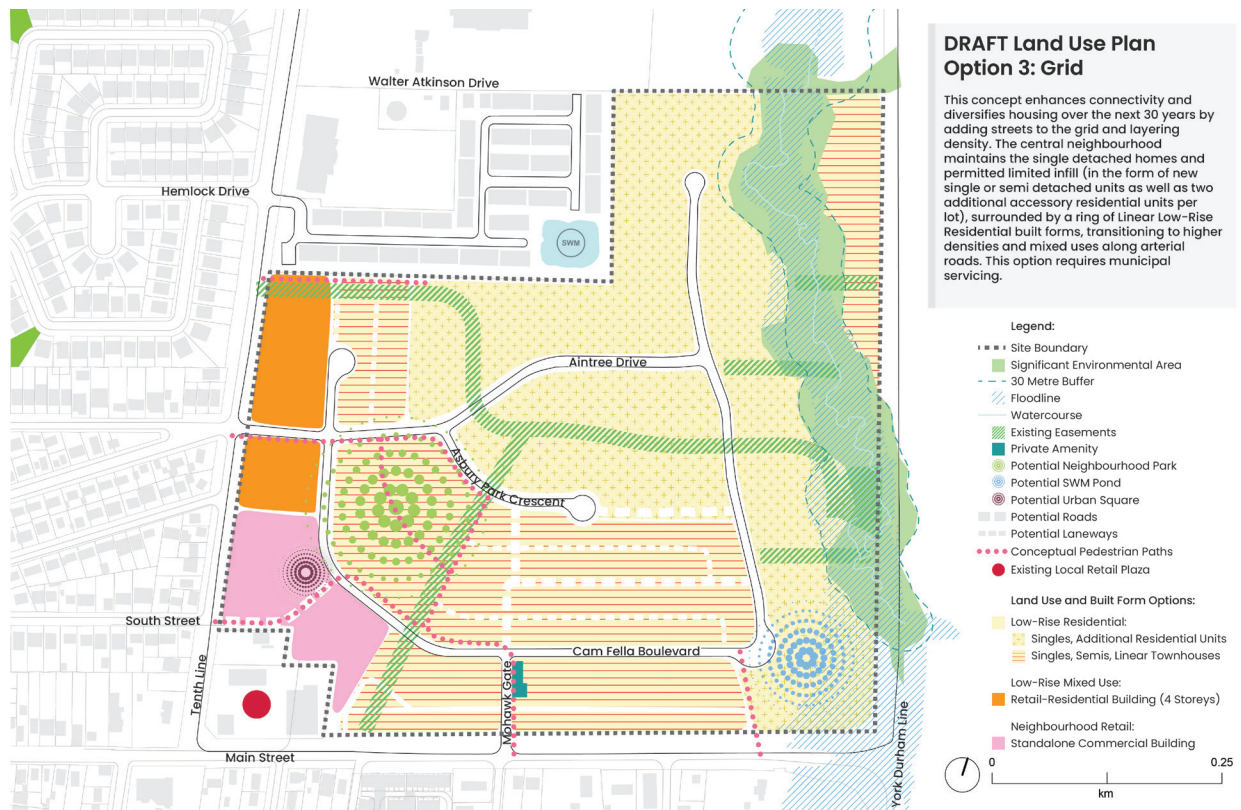 DRAFT Land Use Plan
Option 3: Grid
This concept enhances connectivity and
diversifies housing over the next 30 years by
adding streets to the grid and layering
density. The central neighbourhood
maintains the single detached homes and
permitted limited infill (in the form of new
single or semi detached units as well as two
additional accessory residential units per
lot), surrounded by a ring of Linear Low-Rise
Residential built forms, transitioning to higher
densities and mixed uses along arterial
roads. This option requires municipal
servicing.
Walter Atkinson Drive
Hemlock Drive
SWM
Aintree Drive
Asbury Park Crescent
South Street
Cam Fella Boulevard
Mohawk Gate
Tenth Line
Main Street
York Durham Line
Legend:
Site Boundary
Significant Environmental Area
30 Metre Buffer
Floodline
Watercourse
Existing Easements
Private Amenity
Potential Neighbourhood Park
Potential SWM Pond
Potential Urban Square
Potential Roads
Potential Laneways
Conceptual Pedestrian Paths
Existing Local Retail Plaza
Land Use and Built Form Options:
Low-Rise Residential:
Singles, Additional Residential Units
Singles, Semis, Linear Townhouses
Low-Rise Mixed Use:
Retail-Residential Building (4 Storeys)
Neighbourhood Retail:
Standalone Commercial Building
0 0.25
km